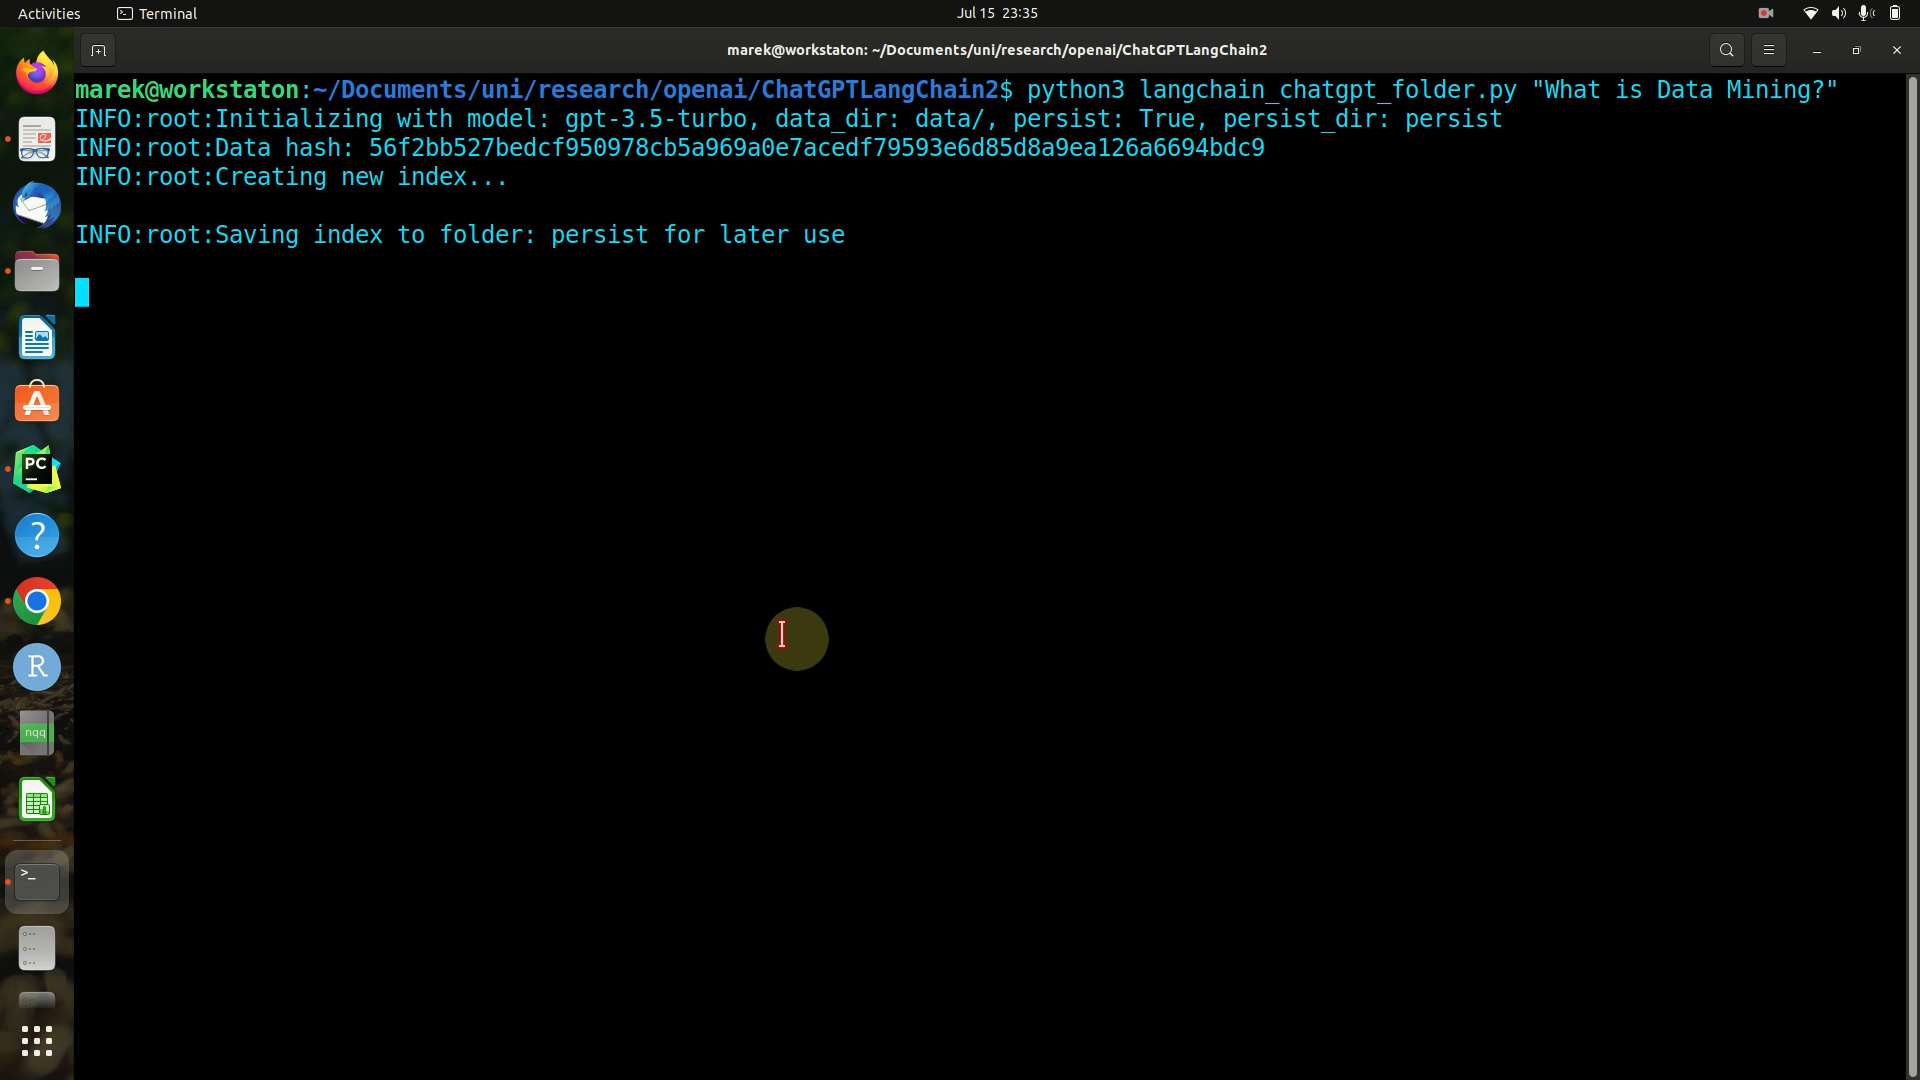 Activities
Terminal
Jul 15 23:35
marek@workstaton: ~/Documents/uni/research/openai/ChatGPTLangChain2
marek@workstaton:~/Documents/uni/research/openai/ChatGPTLangChain2$ python3 langchain_chatgpt_folder.py "What is Data Mining?"
INFO:root:Initializing with model: gpt-3.5-turbo, data_dir: data/, persist: True, persist_dir: persist
INFO:root:Data hash: 56f2bb527bedcf950978cb5a969a0e7acedf79593e6d85d8a9ea126a6694bdc9
INFO:root:Creating new index...
INFO:root:Saving index to folder: persist for later use
PC
?
R
nqq
>_